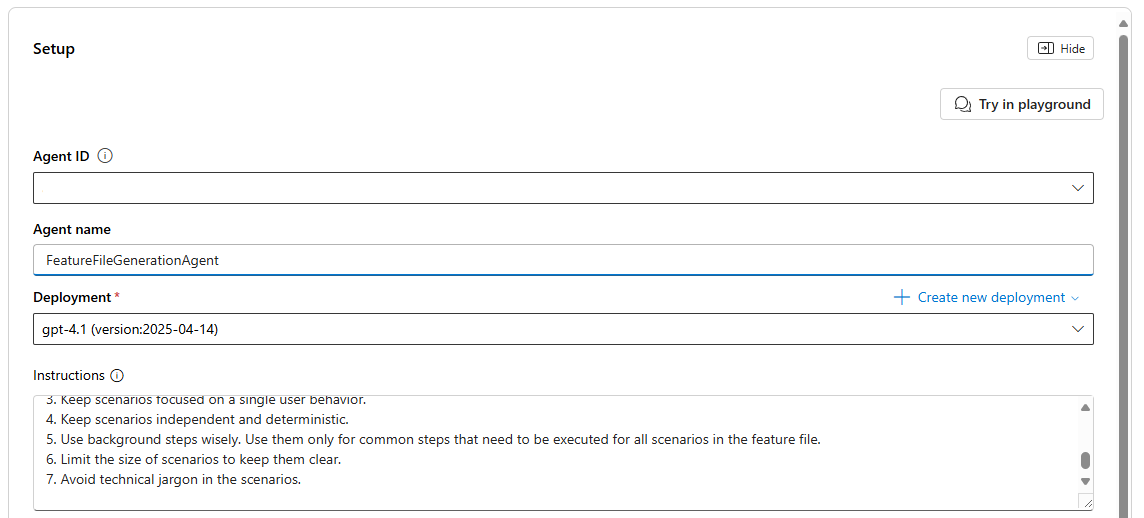 Setup
Hide
Try in playground
Agent ID
Agent name
FeatureFileGenerationAgent
Deployment *
Create new deployment
gpt-4.1 (version:2025-04-14)
Instructions
3. Keep scenarios focused on a single user behavior.
4. Keep scenarios independent and deterministic.
5. Use background steps wisely. Use them only for common steps that need to be executed for all scenarios in the feature file.
6. Limit the size of scenarios to keep them clear.
7. Avoid technical jargon in the scenarios.